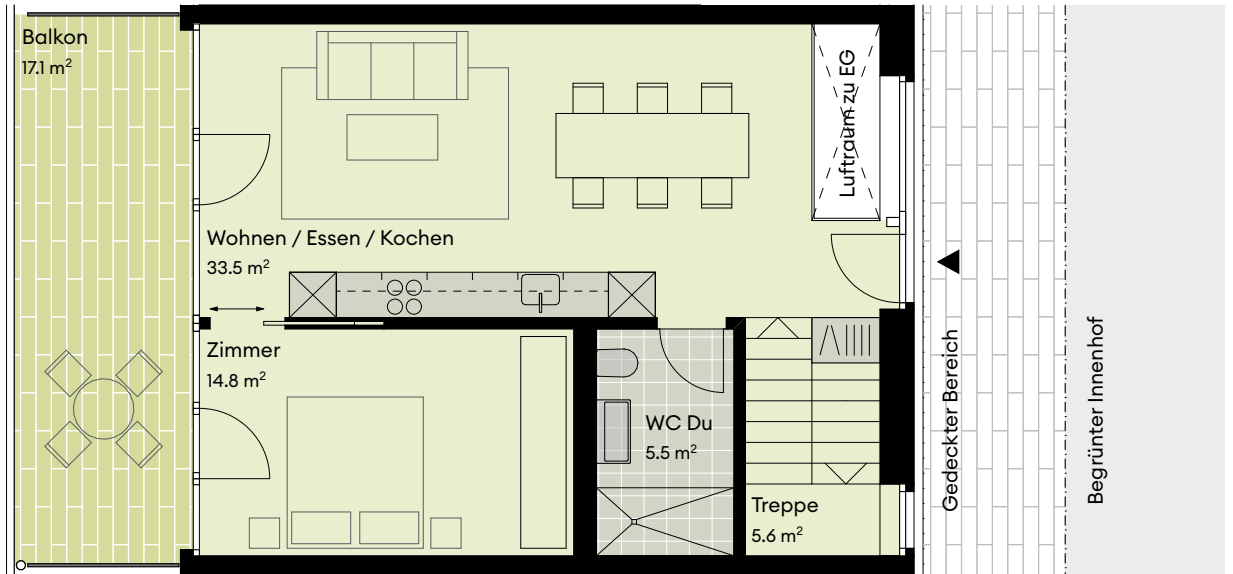 Balkon
17.1 m²
Luftraum zu EG
Wohnen / Essen / Kochen
33.5 m²
Zimmer
14.8 m²
WC Du
5.5 m²
Treppe
5.6 m²
Gedeckter Bereich
Begrünter Innenhof